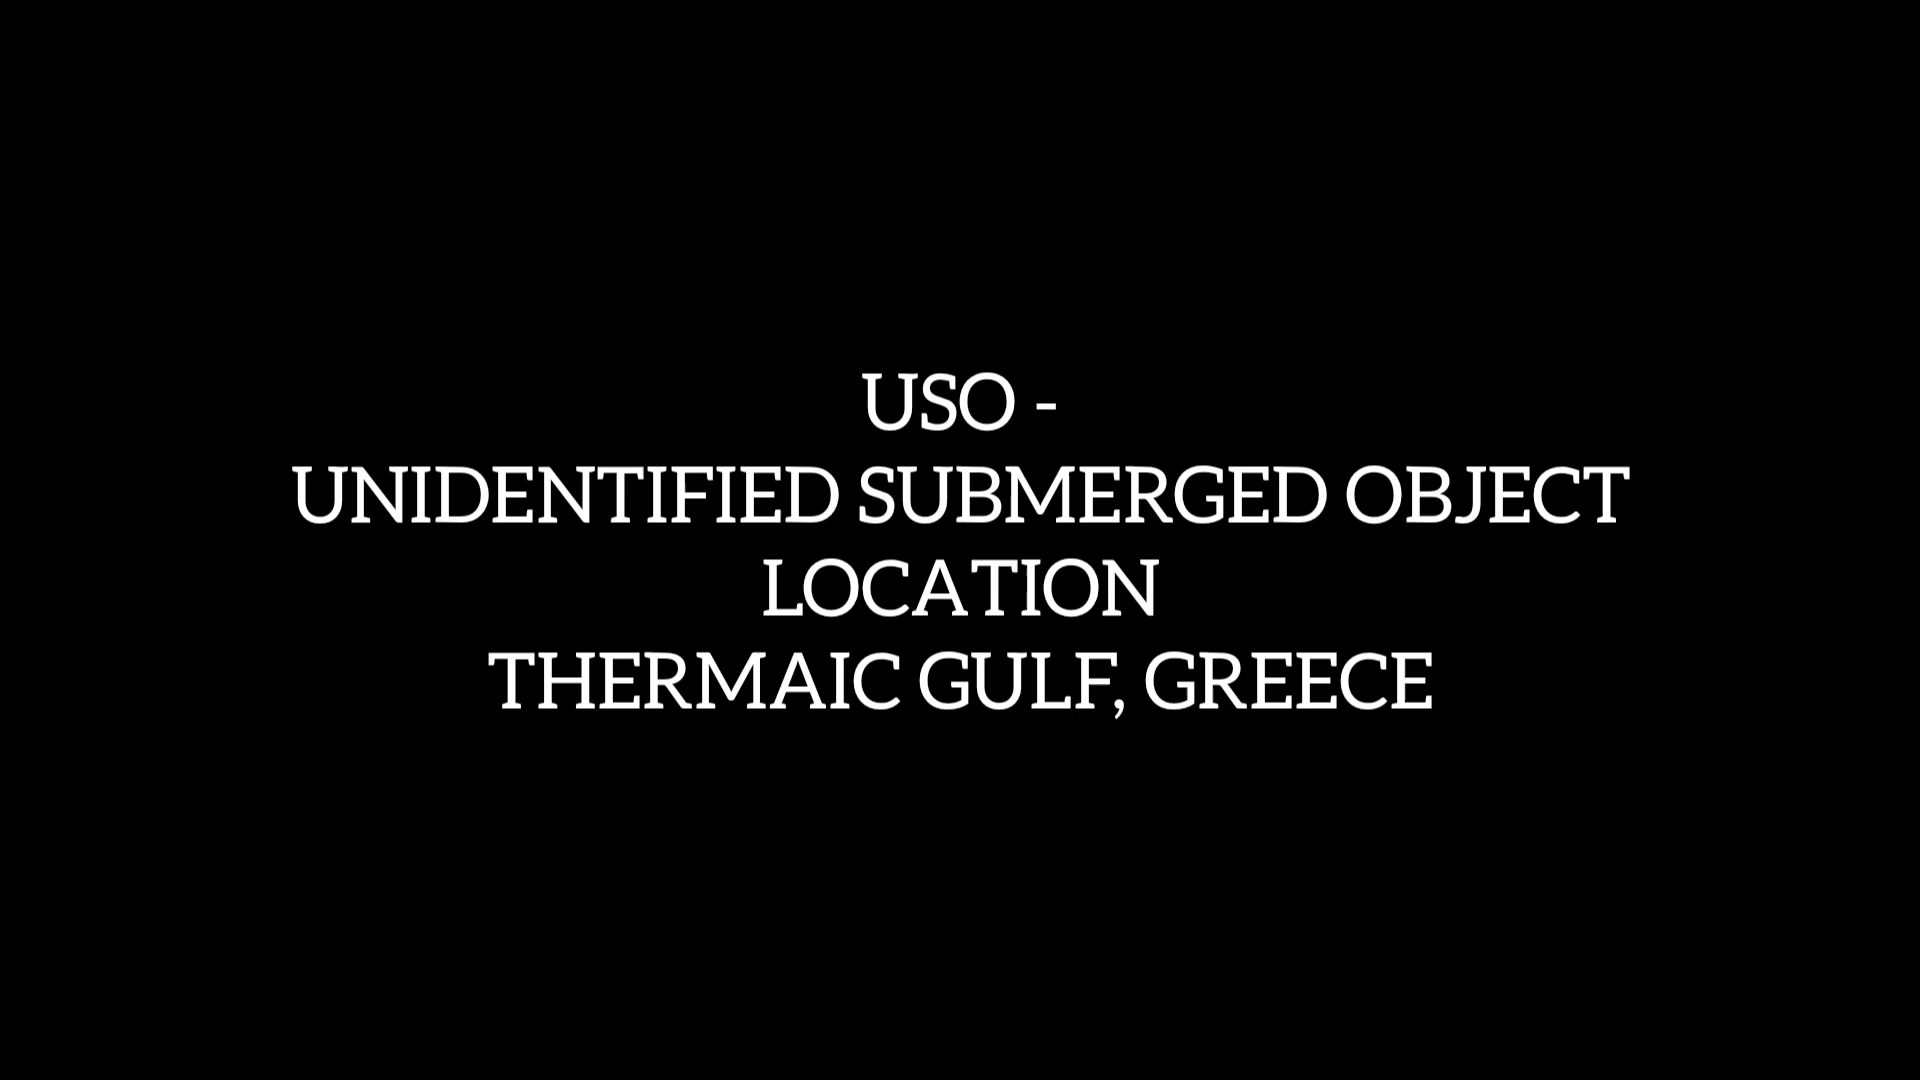 USO -
UNIDENTIFIED SUBMERGED OBJECT
LOCATION
THERMAIC GULF, GREECE